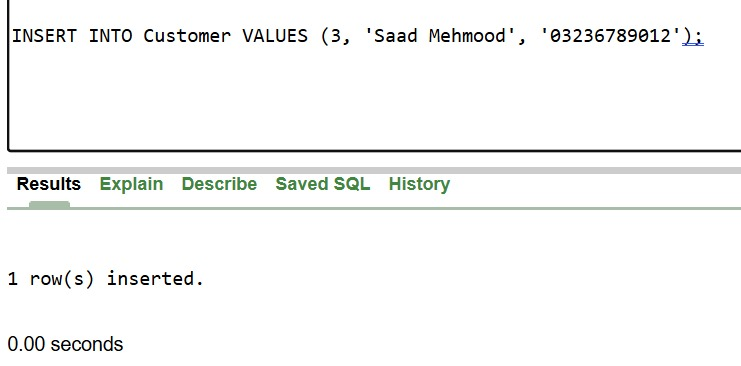 INSERT INTO Customer VALUES (3, 'Saad Mehmood', '03236789012');
Results Explain Describe Saved SQL History
1 row(s) inserted.
0.00 seconds